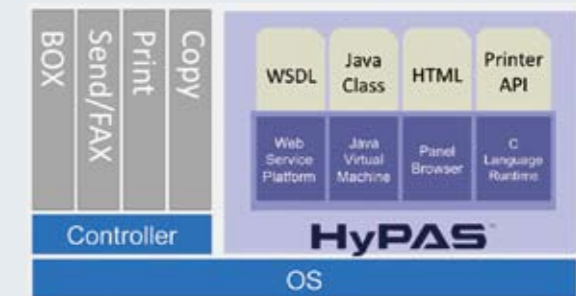 BOX
Send/FAX
Print
Copy
WSDL
Java
Class
HTML
Printer
API
Web
Service
Platform
Java
Virtual
Machine
Panel
Browser
C
Language
Runtime
Controller
HyPAS™
OS